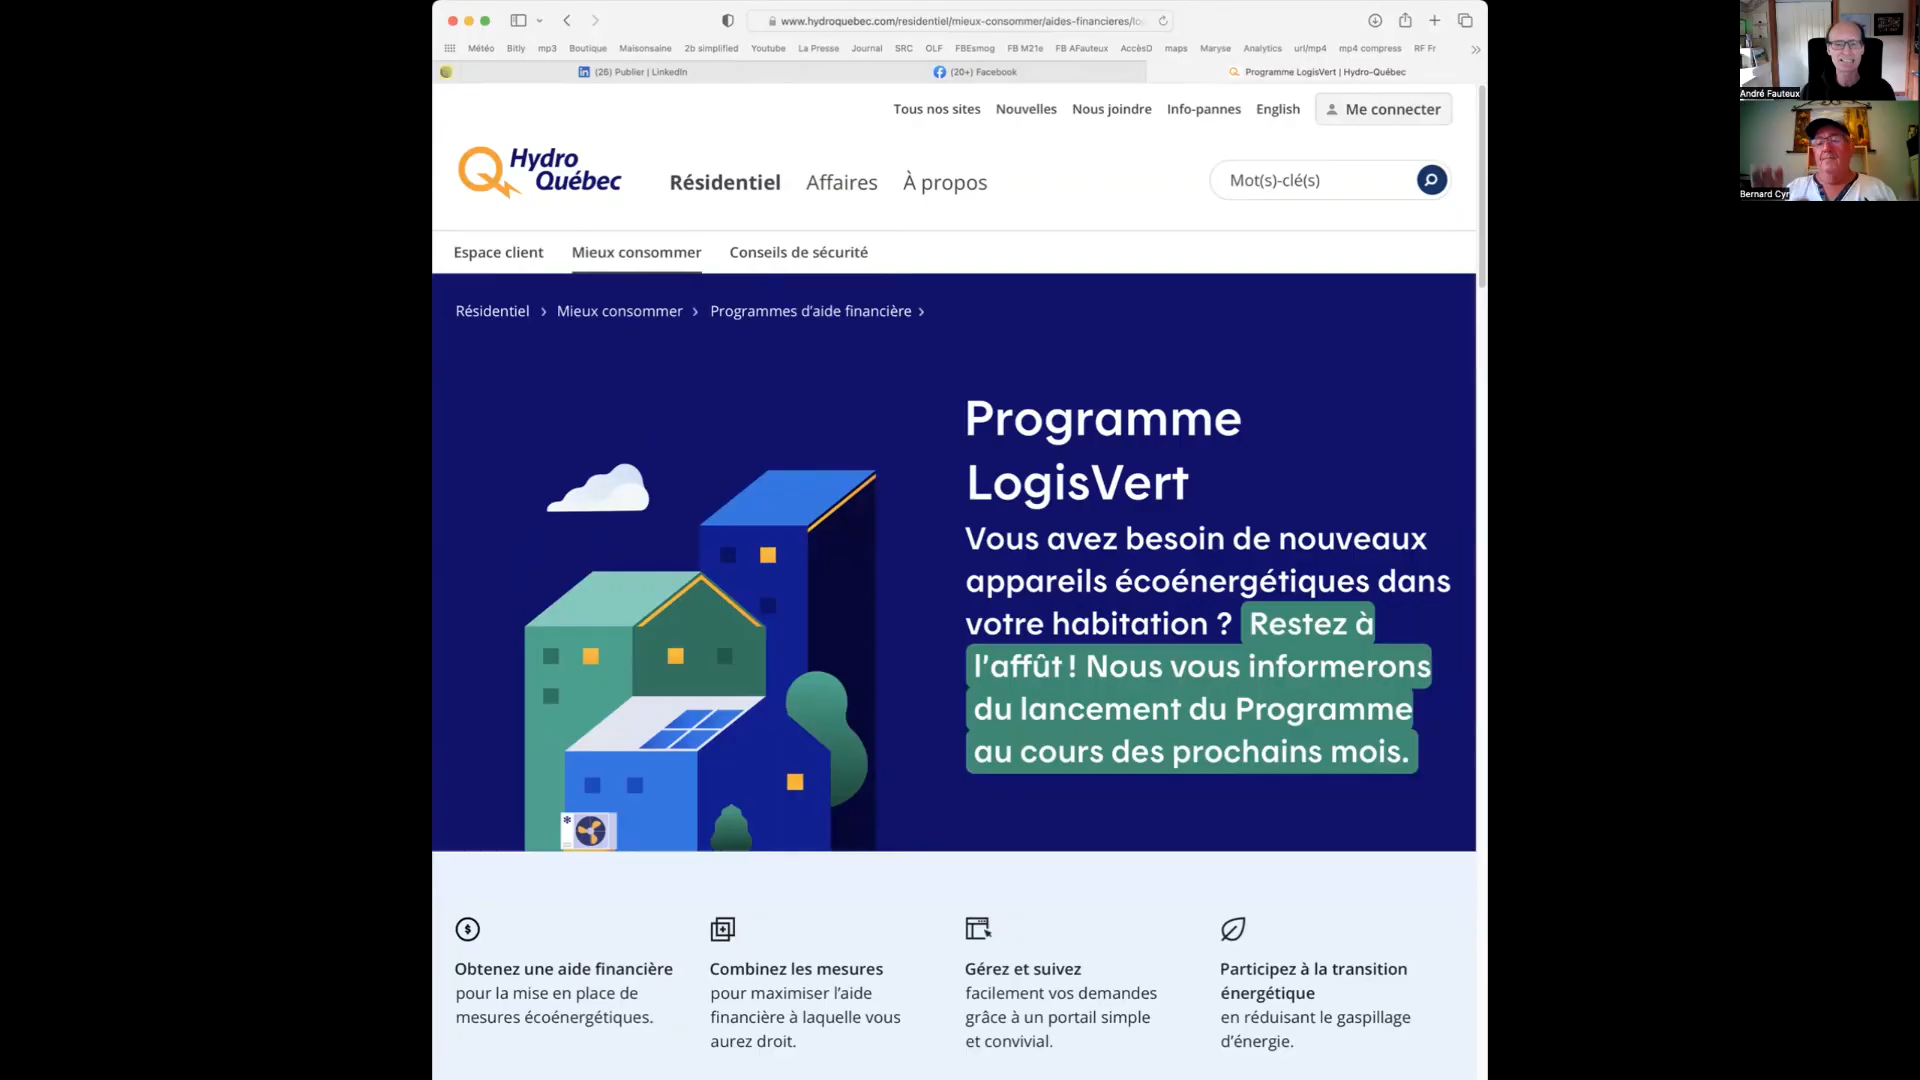 www.hydroquebec.com/residentiel/mieux-consommer/aides-financieres/lo
Météo Bitly mp3 Boutique Maisonsaine 2b simplified Youtube La Presse Journal SRC OLF FBEsmog FB M21e FB AFauteux AccèsD maps Maryse Analytics url/mp4 mp4 compress RF Fr
(26) Publier | LinkedIn
(20+) Facebook
Programme LogisVert | Hydro-Québec
André Fauteux
Bernard Cyr
Tous nos sites Nouvelles Nous joindre Info-pannes English Me connecter
Hydro
Québec
Résidentiel Affaires À propos
Mot(s)-clé(s)
Espace client Mieux consommer Conseils de sécurité
Résidentiel > Mieux consommer > Programmes d'aide financière >
Programme
LogisVert
Vous avez besoin de nouveaux
appareils écoénergétiques dans
votre habitation ? Restez à
l'affût ! Nous vous informerons
du lancement du Programme
au cours des prochains mois.
Obtenez une aide financière
pour la mise en place de
mesures écoénergétiques.
Combinez les mesures
pour maximiser l'aide
financière à laquelle vous
aurez droit.
Gérez et suivez
facilement vos demandes
grâce à un portail simple
et convivial.
Participez à la transition
énergétique
en réduisant le gaspillage
d'énergie.